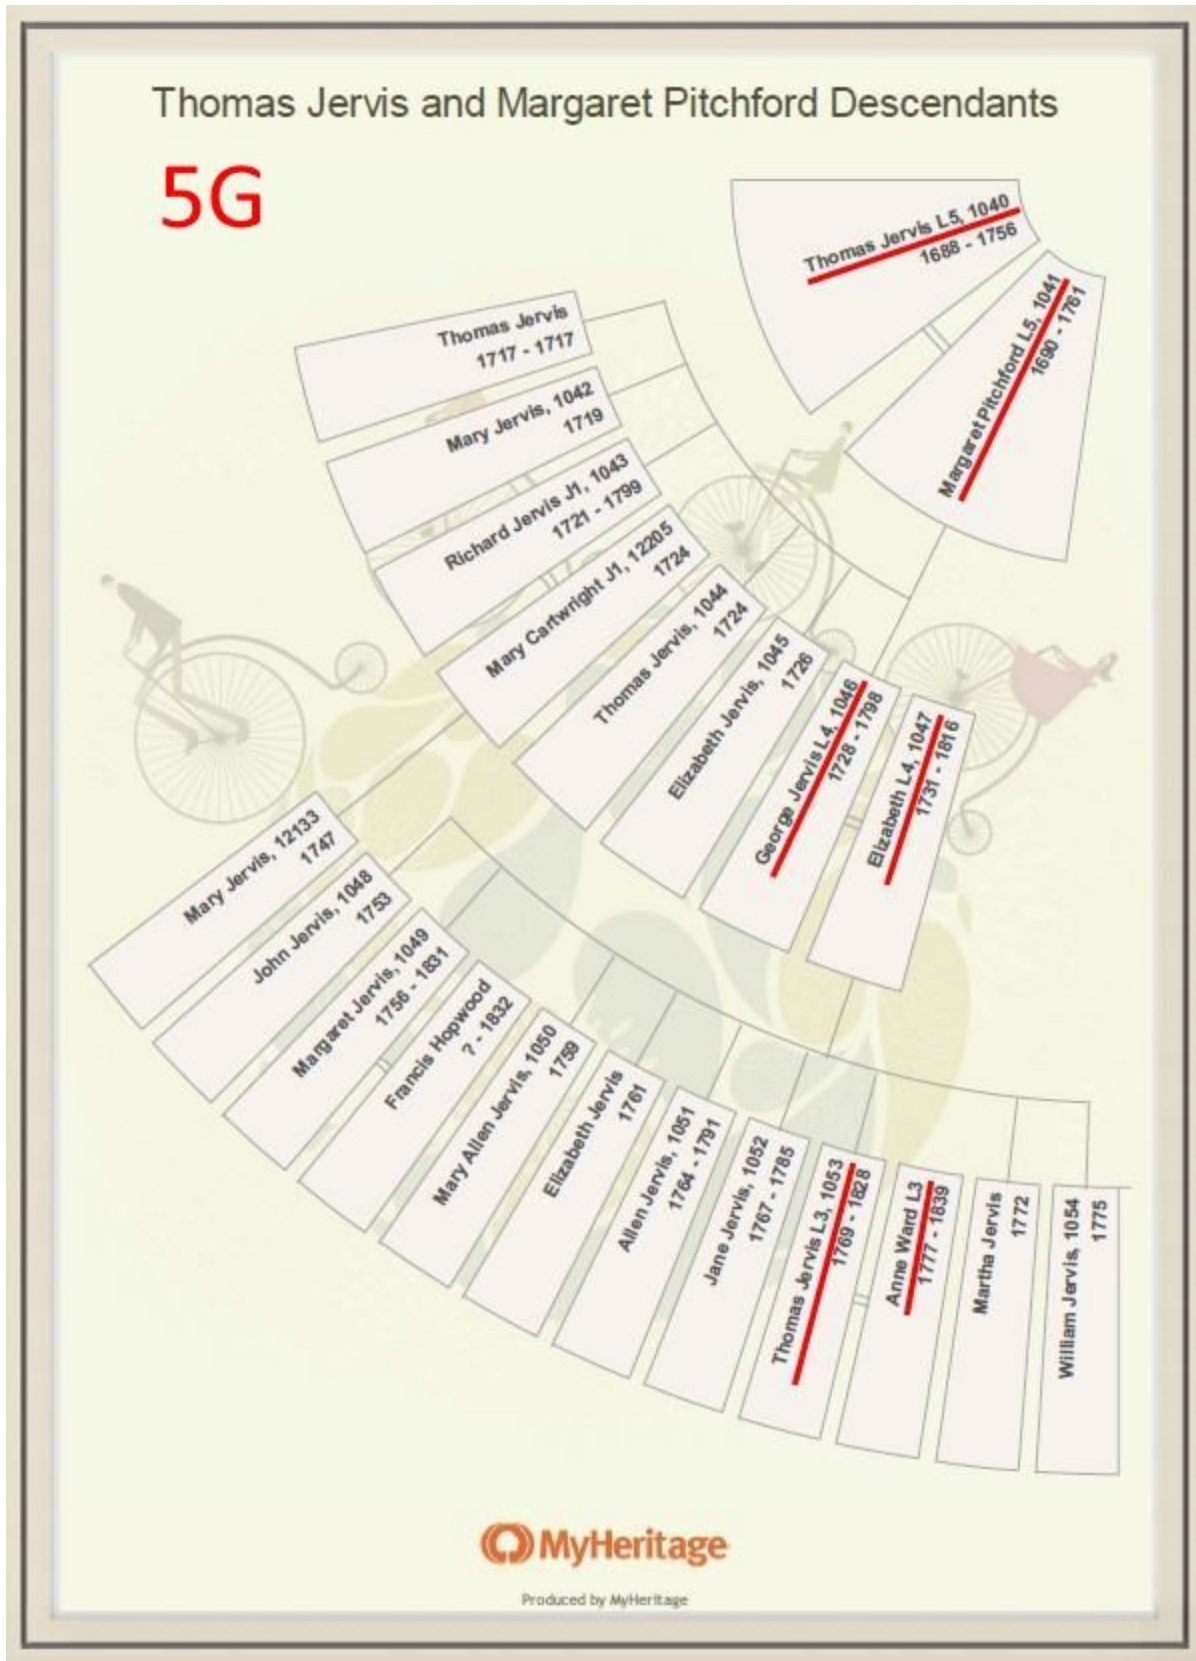 Thomas Jervis and Margaret Pitchford Descendants
5G
Thomas Jervis L5, 1040
1688 - 1756
Margaret Pitchford L5, 1041
1690 - 1761
Thomas Jervis
1717 - 1717
Mary Jervis, 1042
1719
Richard Jervis J1, 1043
1721 - 1799
Mary Cartwright J1, 12205
1724
Thomas Jervis, 1044
1724
Elizabeth Jervis, 1045
1726
George Jervis L4, 1046
1728 - 1798
Elizabeth L4, 1047
1731 - 1816
Mary Jervis, 12133
1747
John Jervis, 1048
1753
Margaret Jervis, 1049
1756 - 1831
Francis Hopwood
? - 1832
Mary Allen Jervis, 1050
1759
Elizabeth Jervis
1761
Allen Jervis, 1051
1764 - 1791
Jane Jervis, 1052
1767 - 1785
Thomas Jervis L3, 1053
1769 - 1828
Anne Ward L3
1777 - 1839
Martha Jervis
1772
William Jervis, 1054
1775
MyHeritage
Produced by MyHeritage